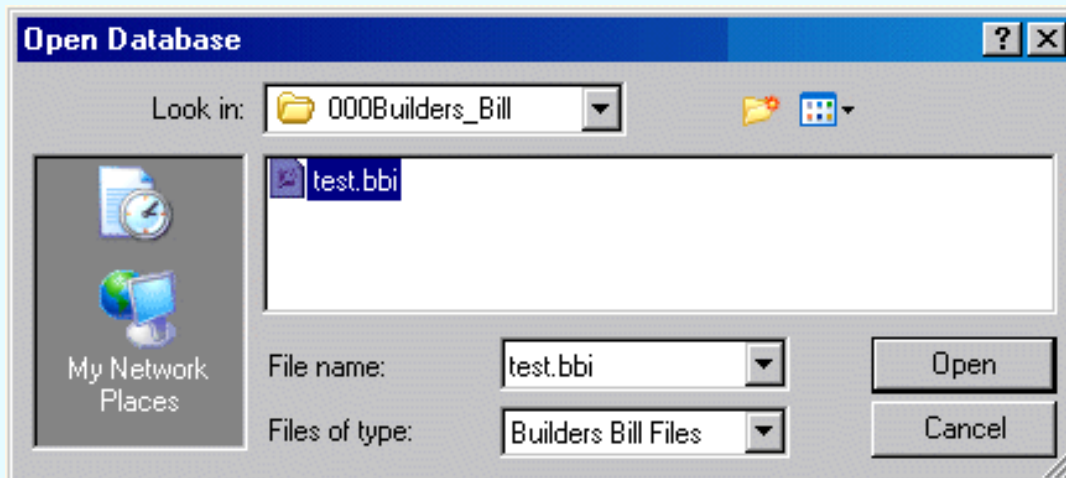 Open Database
Look in: 000Builders_Bill
test.bbi
My Network
Places
File name: test.bbi Open
Files of type: Builders Bill Files Cancel